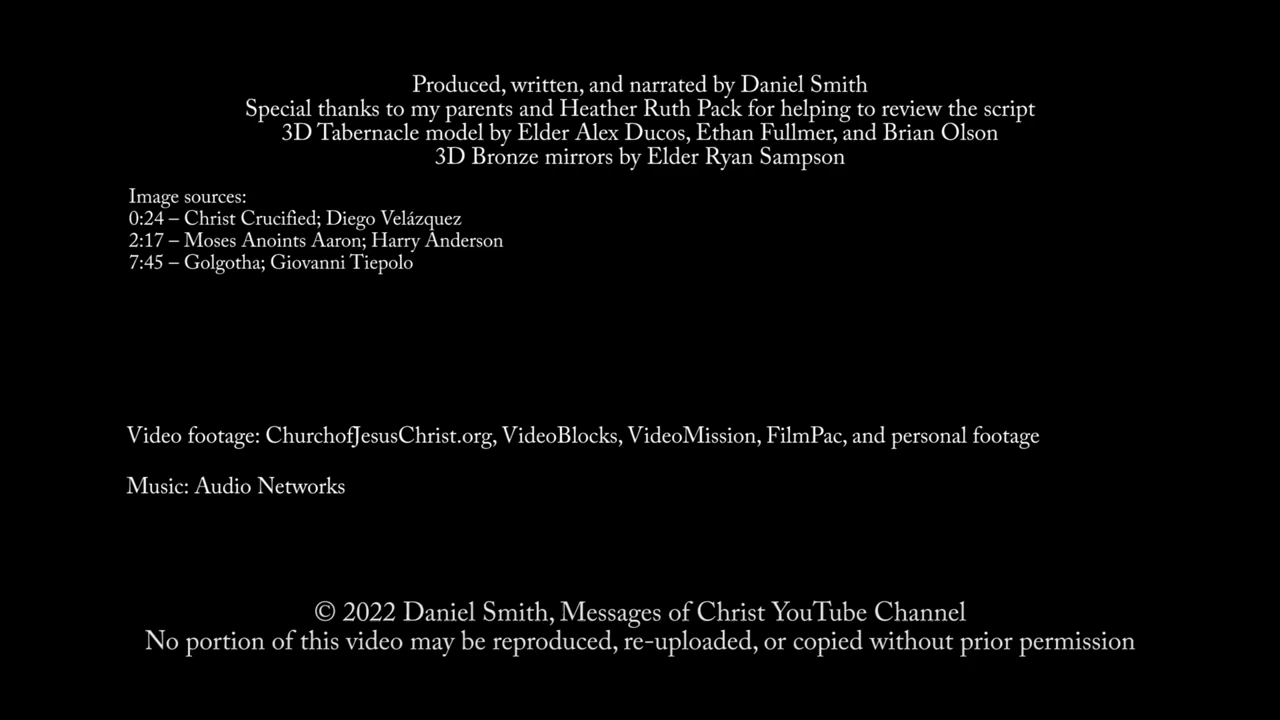 Produced, written, and narrated by Daniel Smith
Special thanks to my parents and Heather Ruth Pack for helping to review the script
3D Tabernacle model by Elder Alex Ducos, Ethan Fullmer, and Brian Olson
3D Bronze mirrors by Elder Ryan Sampson
Image sources:
0:24 – Christ Crucified; Diego Velázquez
2:17 – Moses Anoints Aaron; Harry Anderson
7:45 – Golgotha; Giovanni Tiepolo
Video footage: ChurchofJesusChrist.org, VideoBlocks, VideoMission, FilmPac, and personal footage
Music: Audio Networks
© 2022 Daniel Smith, Messages of Christ YouTube Channel
No portion of this video may be reproduced, re-uploaded, or copied without prior permission